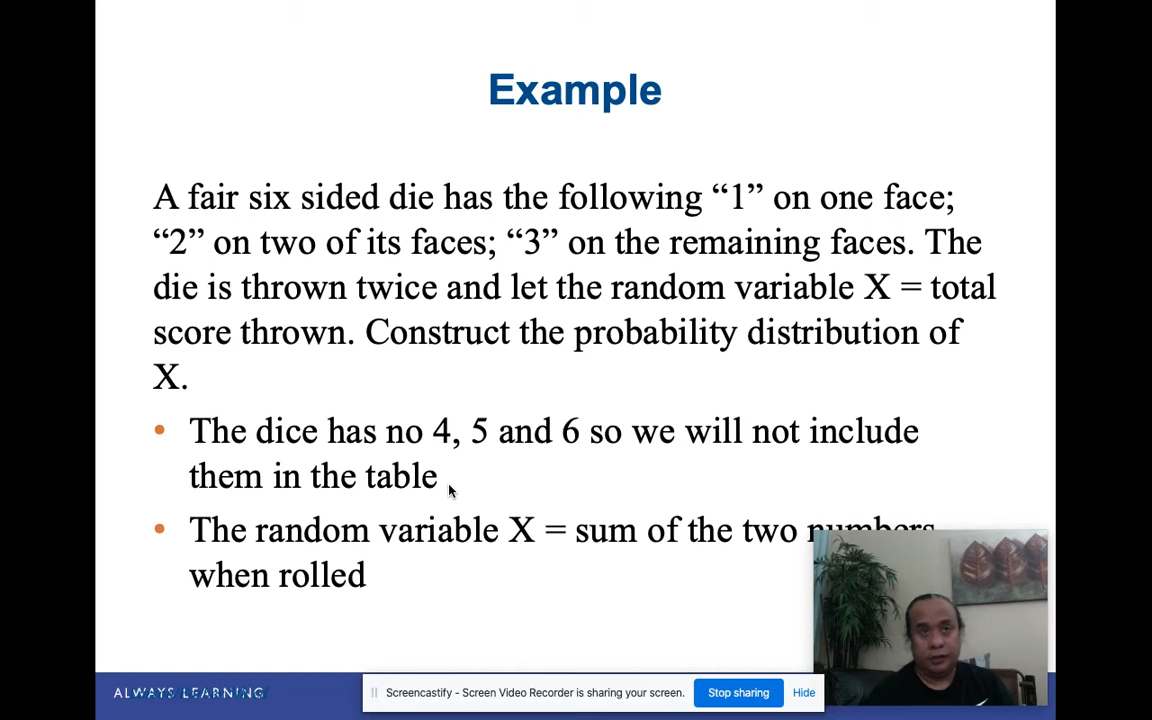 Example
A fair six sided die has the following “1” on one face;
“2” on two of its faces; “3” on the remaining faces. The
die is thrown twice and let the random variable X = total
score thrown. Construct the probability distribution of
X.
• The dice has no 4, 5 and 6 so we will not include
them in the table
• The random variable X = sum of the two numbers
when rolled
ALWAYS LEARNING
Screencastify - Screen Video Recorder is sharing your screen. Stop sharing Hide